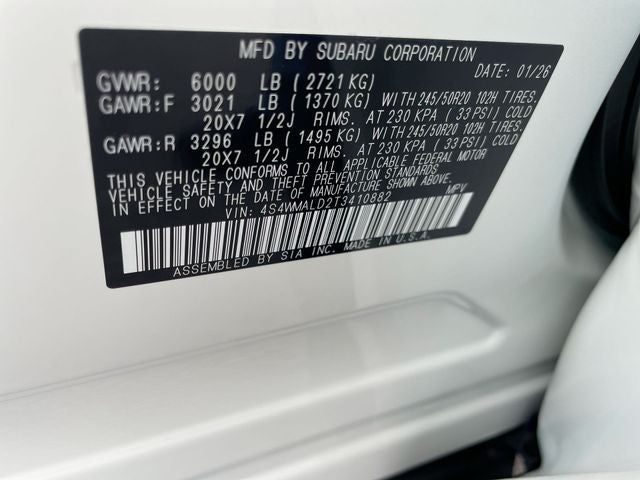 MFD BY SUBARU CORPORATION
DATE: 01/26
GVWR: 6000 LB ( 2721 KG)
GAWR:F 3021 LB ( 1370 KG) WITH 245/50R20 102H TIRES.
20X7 1/2J RIMS. AT 230 KPA ( 33 PSI) COLD
GAWR:R 3296 LB ( 1495 KG) WITH 245/50R20 102H TIRES.
20X7 1/2J RIMS. AT 230 KPA ( 33 PSI) COLD
THIS VEHICLE CONFORMS TO ALL APPLICABLE FEDERAL MOTOR
VEHICLE SAFETY AND THEFT PREVENTION STANDARDS
IN EFFECT ON THE DATE OF MANUFACTURE SHOWN ABOVE.
VIN: 4S4WMALD2T3410882 MPV
ASSEMBLED BY SIA INC. MADE IN U.S.A.